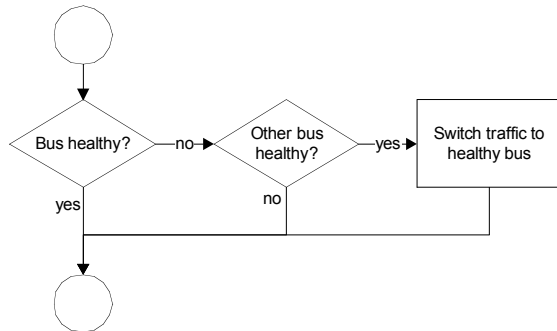 Bus healthy?
no
Other bus
healthy?
yes
Switch traffic to
healthy bus
yes
no